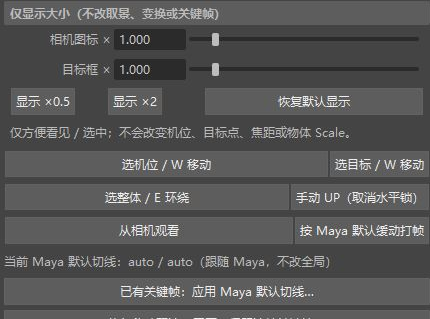 仅显示大小（不改取景、变换或关键帧）
相机图标 × 1.000
目标框 × 1.000
显示 ×0.5 显示 ×2 恢复默认显示
仅方便看见 / 选中；不会改变机位、目标点、焦距或物体 Scale。
选机位 / W 移动 选目标 / W 移动
选整体 / E 环绕 手动 UP（取消水平锁）
从相机观看 按 Maya 默认缓动打帧
当前 Maya 默认切线：auto / auto（跟随 Maya，不改全局）
已有关键帧：应用 Maya 默认切线...